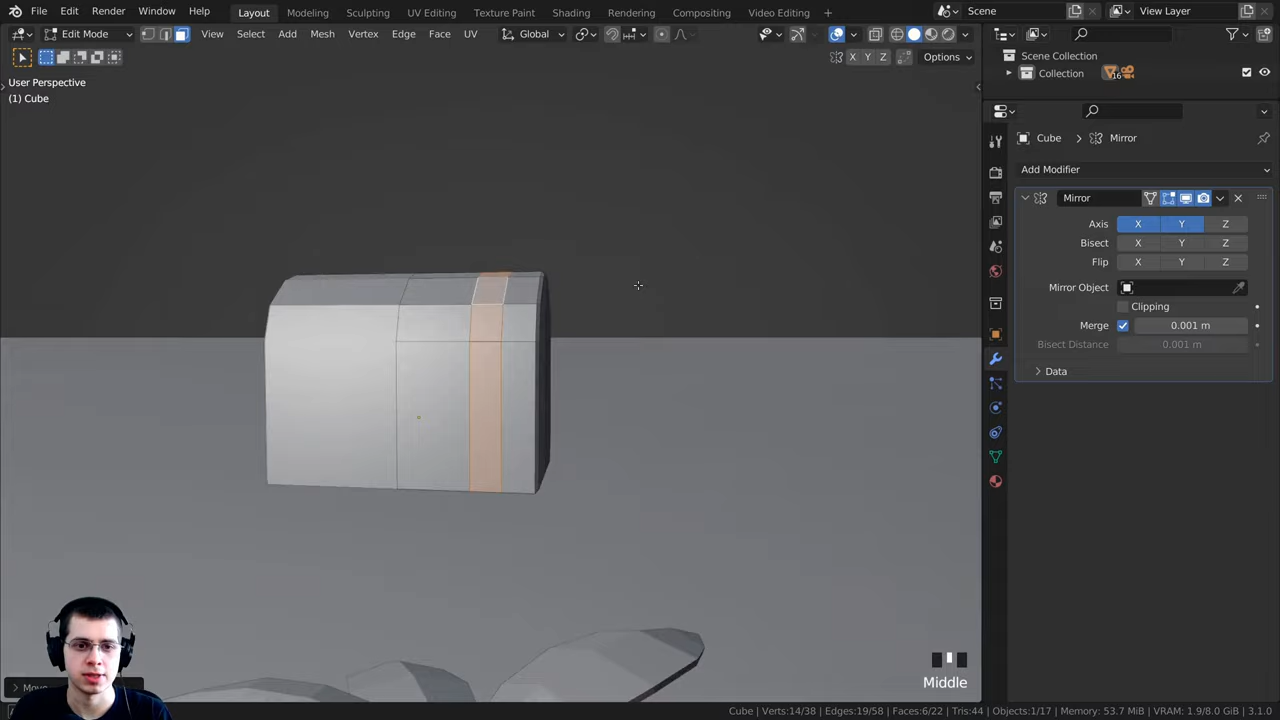 File Edit Render Window Help Layout Modeling Sculpting UV Editing Texture Paint Shading Rendering Compositing Video Editing + Scene View Layer
Edit Mode View Select Add Mesh Vertex Edge Face UV Global
X Y Z Options
User Perspective
(1) Cube
Scene Collection
Collection 16
Cube > Mirror
Add Modifier
Mirror
Axis X Y Z
Bisect X Y Z
Flip X Y Z
Mirror Object
Clipping
Merge 0.001 m
Bisect Distance 0.001 m
Data
Middle
Cube | Verts:14/38 | Edges:19/58 | Faces:6/22 | Tris:44 | Objects:1/17 | Memory: 53.7 MiB | VRAM: 1.9/8.0 GiB | 3.1.0